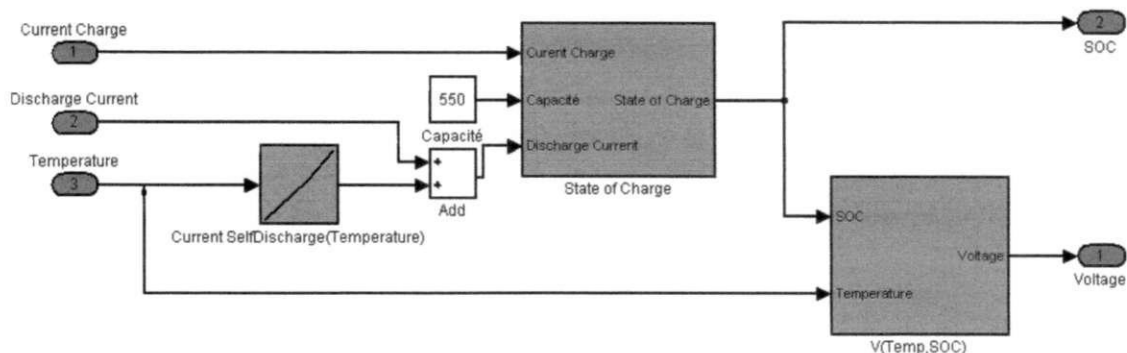 Current Charge
1
Discharge Current
2
Temperature
3
Current SelfDischarge(Temperature)
550
Capacité
+
+
Add
Curent Charge
Capacité
Discharge Current
State of Charge
State of Charge
2
SOC
SOC
Temperature
Voltage
V(Temp,SOC)
1
Voltage